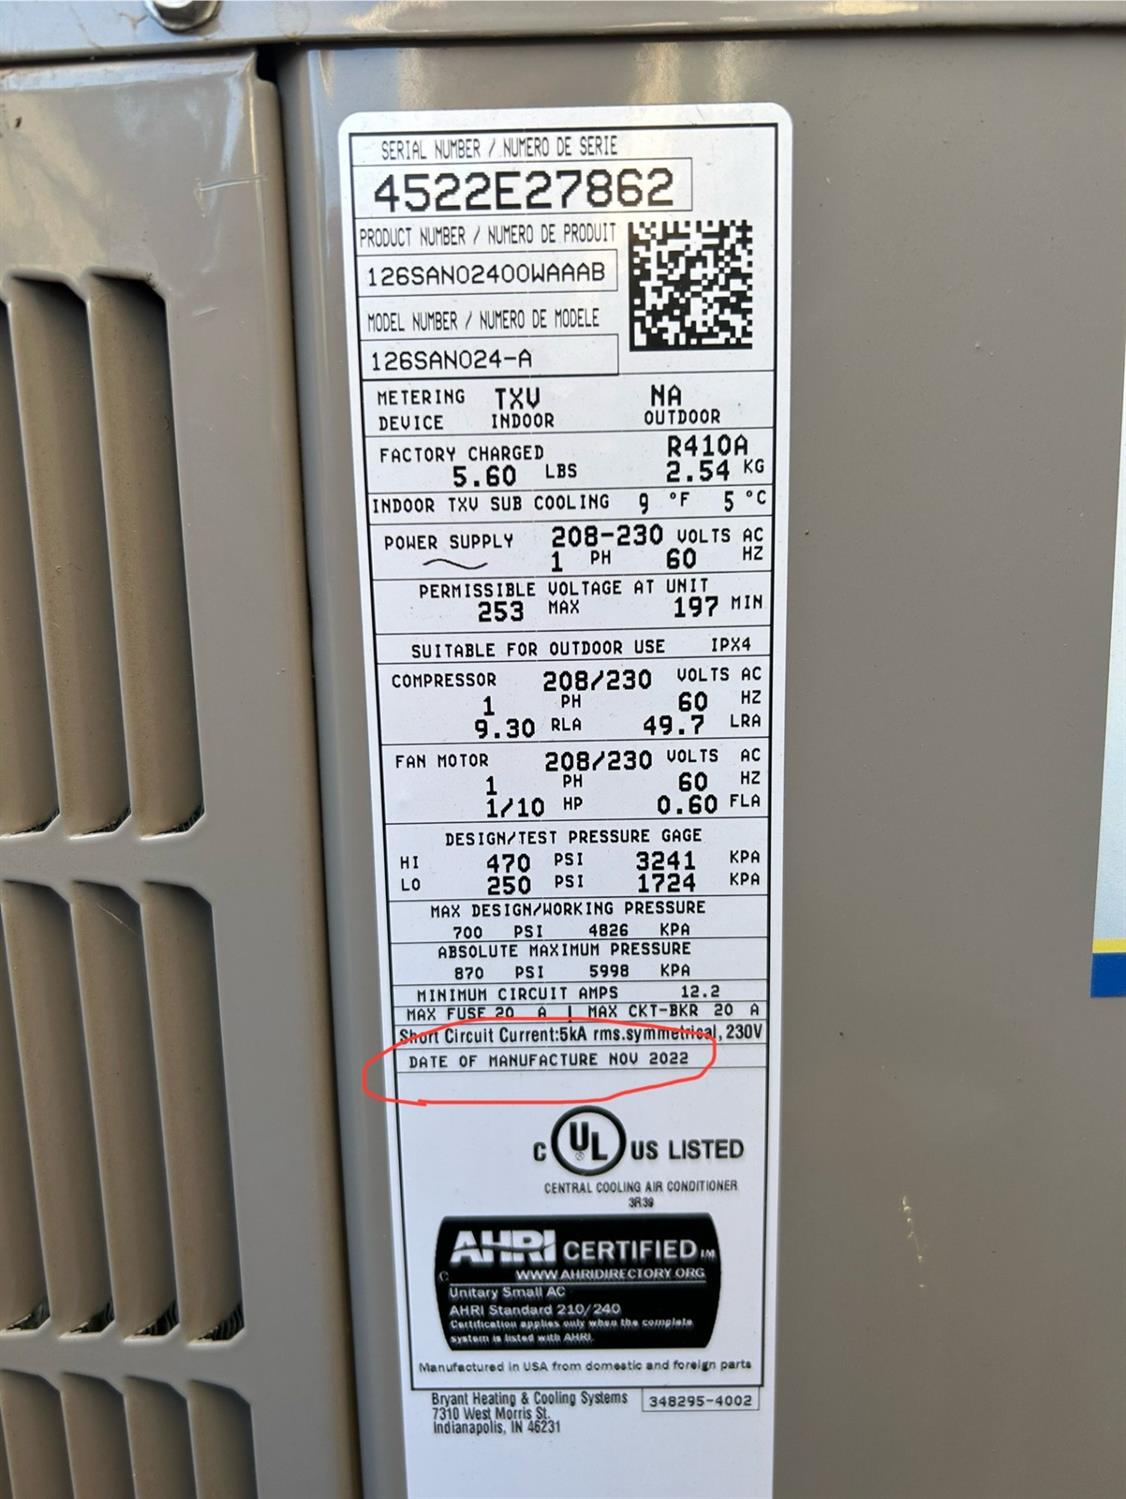 SERIAL NUMBER / NUMERO DE SERIE
4522E27862
PRODUCT NUMBER / NUMERO DE PRODUIT
126SAN02400WAAAB
MODEL NUMBER / NUMERO DE MODELE
126SAN024-A
METERING TXV NA
DEVICE INDOOR OUTDOOR
FACTORY CHARGED R410A
5.60 LBS 2.54 KG
INDOOR TXV SUB COOLING 9 °F 5 °C
POWER SUPPLY 208-230 VOLTS AC
1 PH 60 HZ
PERMISSIBLE VOLTAGE AT UNIT
253 MAX 197 MIN
SUITABLE FOR OUTDOOR USE IPX4
COMPRESSOR 208/230 VOLTS AC
1 PH 60 HZ
9.30 RLA 49.7 LRA
FAN MOTOR 208/230 VOLTS AC
1 PH 60 HZ
1/10 HP 0.60 FLA
DESIGN/TEST PRESSURE GAGE
HI 470 PSI 3241 KPA
LO 250 PSI 1724 KPA
MAX DESIGN/WORKING PRESSURE
700 PSI 4826 KPA
ABSOLUTE MAXIMUM PRESSURE
870 PSI 5998 KPA
MINIMUM CIRCUIT AMPS 12.2
MAX FUSE 20 A | MAX CKT-BKR 20 A
Short Circuit Current:5kA rms.symmetrical, 230V
DATE OF MANUFACTURE NOV 2022
C UL ® US LISTED
CENTRAL COOLING AIR CONDITIONER
3R39
AHRI CERTIFIED TM
WWW.AHRIDIRECTORY.ORG
Unitary Small AC
AHRI Standard 210/240
Certification applies only when the complete
system is listed with AHRI.
Manufactured in USA from domestic and foreign parts
Bryant Heating & Cooling Systems
7310 West Morris St.
Indianapolis, IN 46231
348295-4002